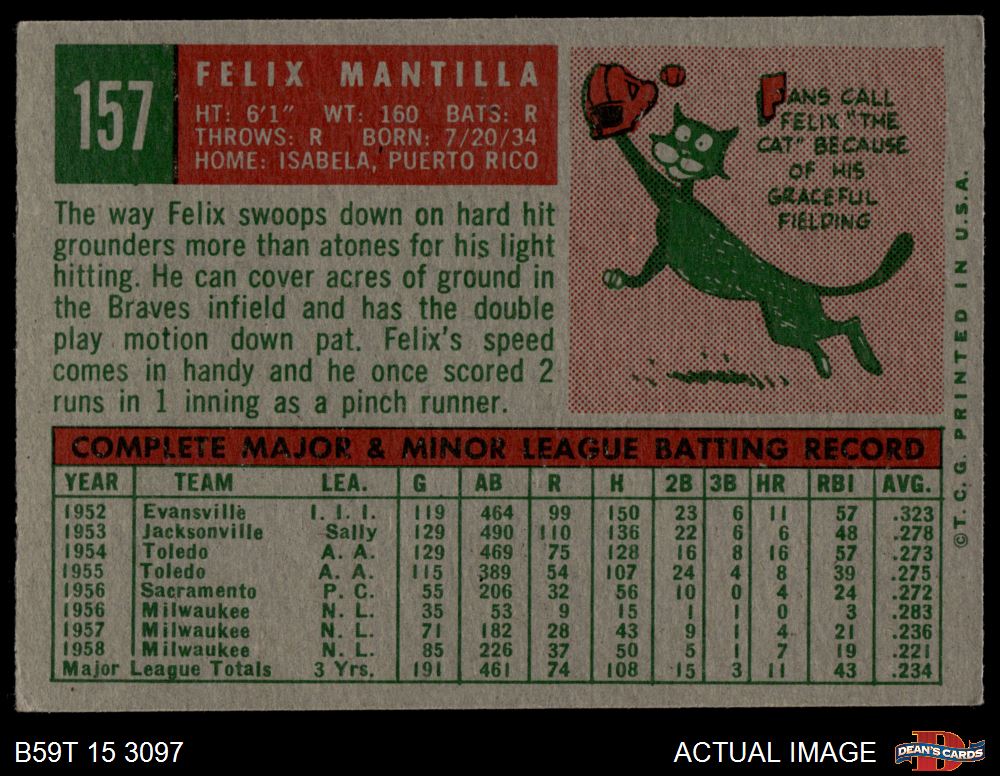 157
FELIX MANTILLA
HT: 6'1" WT: 160 BATS: R
THROWS: R BORN: 7/20/34
HOME: ISABELA, PUERTO RICO
The way Felix swoops down on hard hit
grounders more than atones for his light
hitting. He can cover acres of ground in
the Braves infield and has the double
play motion down pat. Felix's speed
comes in handy and he once scored 2
runs in 1 inning as a pinch runner.
FANS CALL
FELIX "THE
CAT" BECAUSE
OF HIS
GRACEFUL
FIELDING
©T. C. G. PRINTED IN U.S.A.
COMPLETE MAJOR & MINOR LEAGUE BATTING RECORD
YEAR TEAM LEA. G AB R H 2B 3B HR RBI AVG.
1952 Evansville I. I. I. 119 464 99 150 23 6 11 57 .323
1953 Jacksonville Sally 129 490 110 136 22 6 6 48 .278
1954 Toledo A. A. 129 469 75 128 16 8 16 57 .273
1955 Toledo A. A. 115 389 54 107 24 4 8 39 .275
1956 Sacramento P. C. 55 206 32 56 10 0 4 24 .272
1956 Milwaukee N. L. 35 53 9 15 1 1 0 3 .283
1957 Milwaukee N. L. 71 182 28 43 9 1 4 21 .236
1958 Milwaukee N. L. 85 226 37 50 5 1 7 19 .221
Major League Totals 3 Yrs. 191 461 74 108 15 3 11 43 .234
B59T 15 3097
ACTUAL IMAGE
DEAN'S CARDS